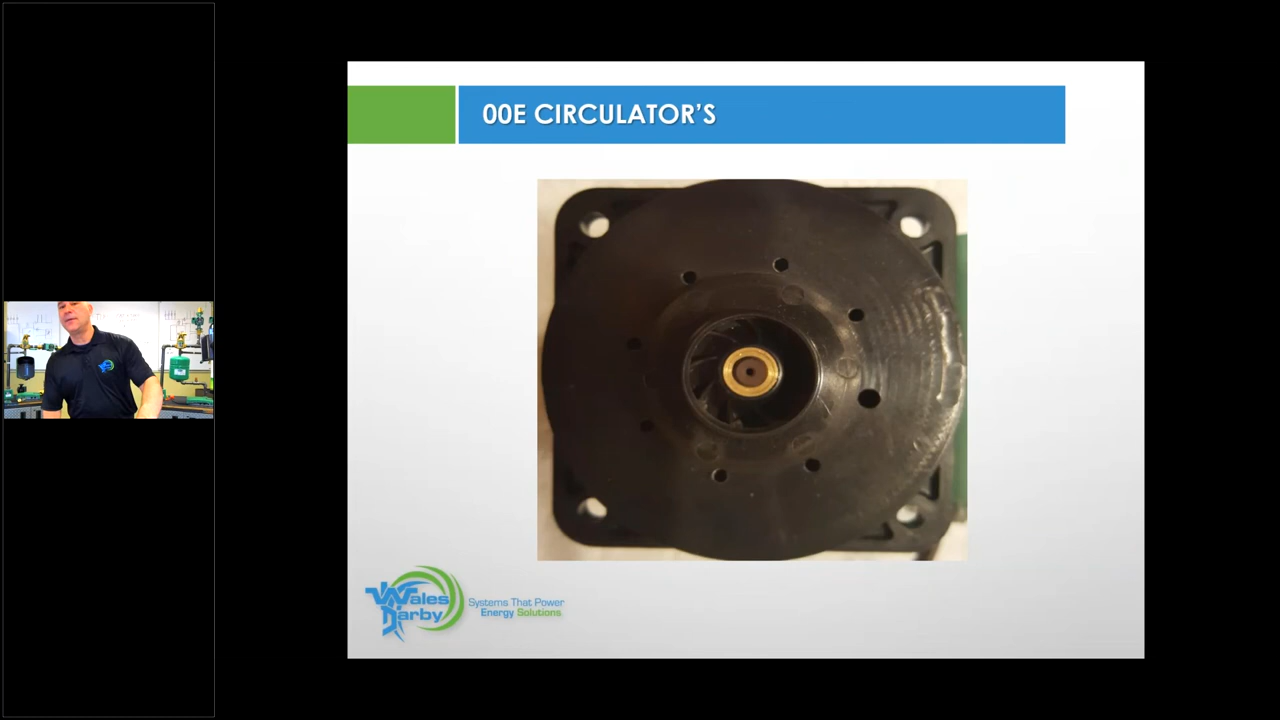 00E CIRCULATOR'S
Wales
Darby
Systems That Power
Energy Solutions